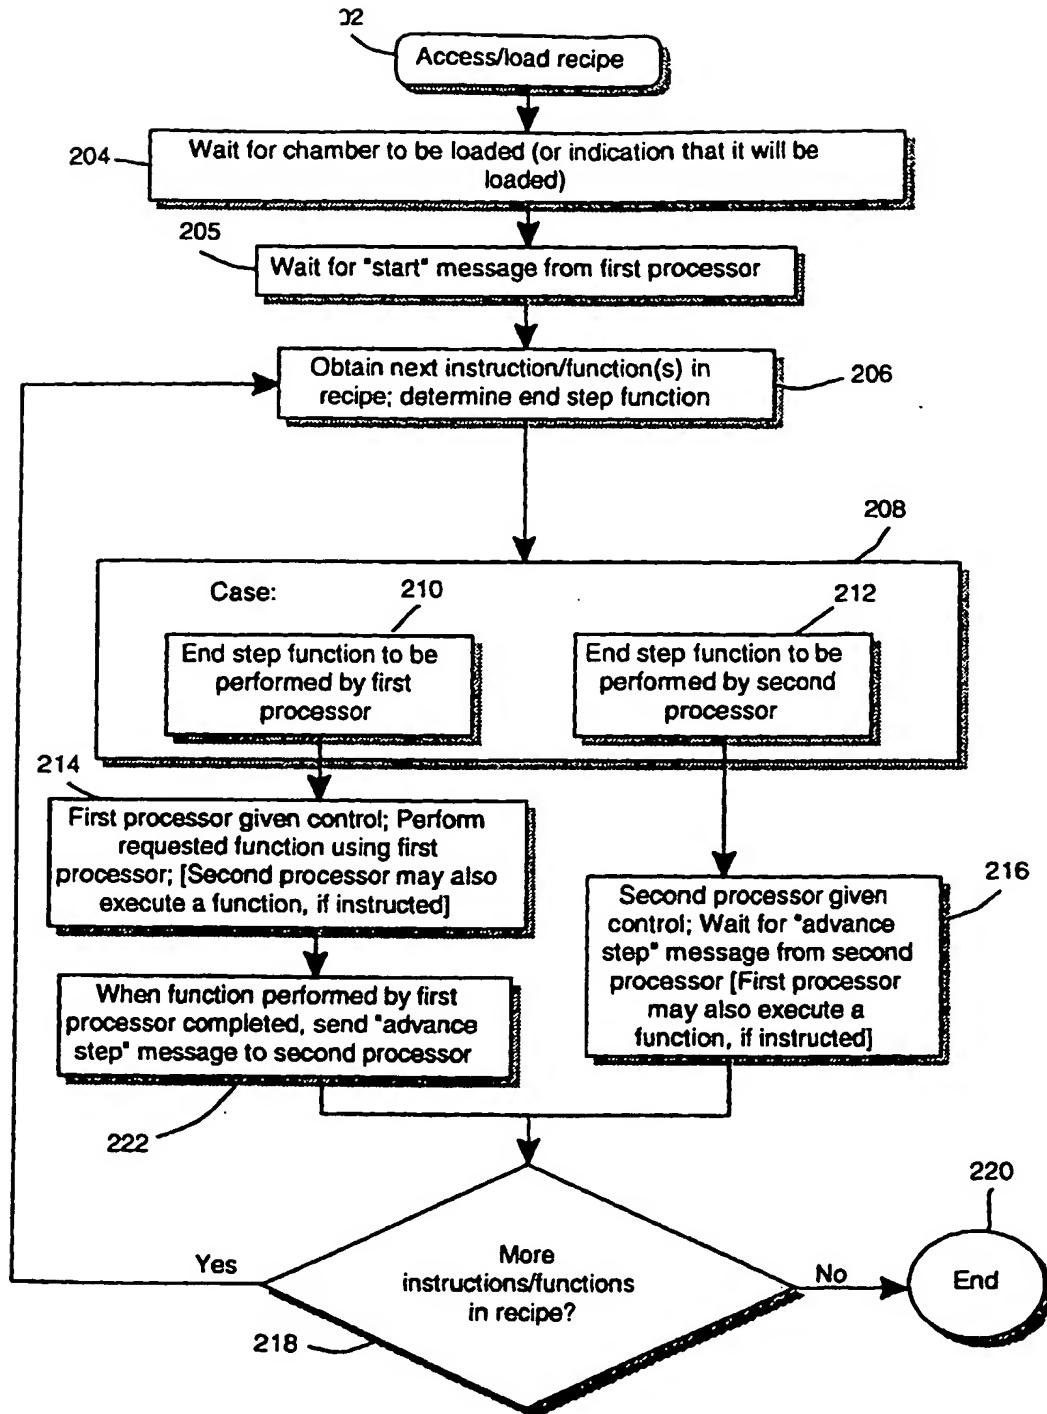 02
Access/load recipe
204
Wait for chamber to be loaded (or indication that it will be
loaded)
205
Wait for "start" message from first processor
Obtain next instruction/function(s) in
recipe; determine end step function
206
208
Case:
210
212
End step function to be
performed by first
processor
End step function to be
performed by second
processor
214
First processor given control; Perform
requested function using first
processor; [Second processor may also
execute a function, if instructed]
216
Second processor given
control; Wait for "advance
step" message from second
processor [First processor
may also execute a
function, if instructed]
When function performed by first
processor completed, send "advance
step" message to second processor
222
220
Yes
More
instructions/functions
in recipe?
No
End
218